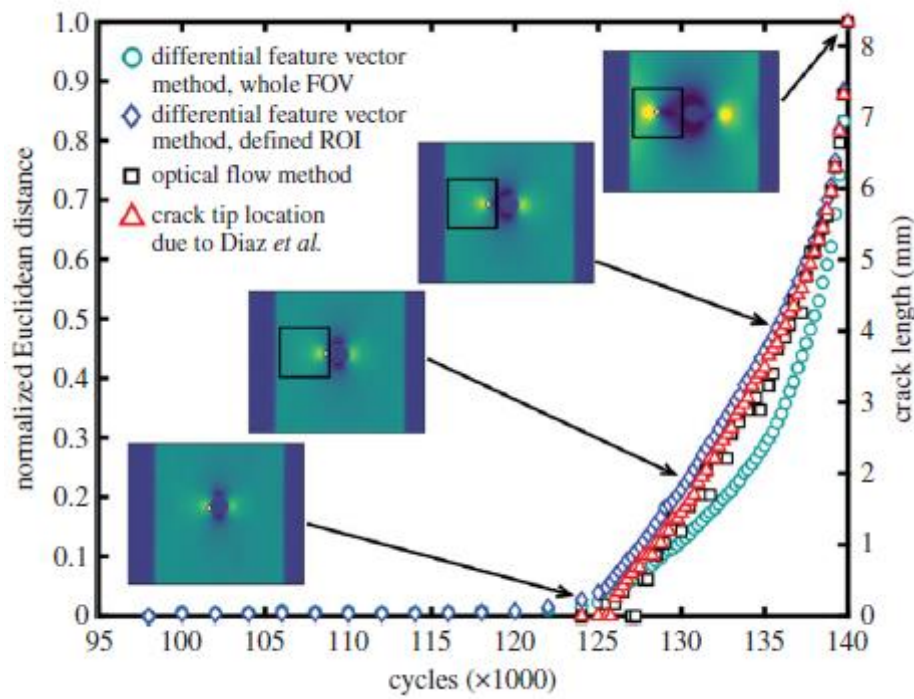 differential feature vector
method, whole FOV
differential feature vector
method, defined ROI
optical flow method
crack tip location
due to Diaz et al.
normalized Euclidean distance
1.0
0.9
0.8
0.7
0.6
0.5
0.4
0.3
0.2
0.1
0
8
7
6
5
4
3
2
1
0
crack length (mm)
95 100 105 110 115 120 125 130 135 140
cycles (×1000)